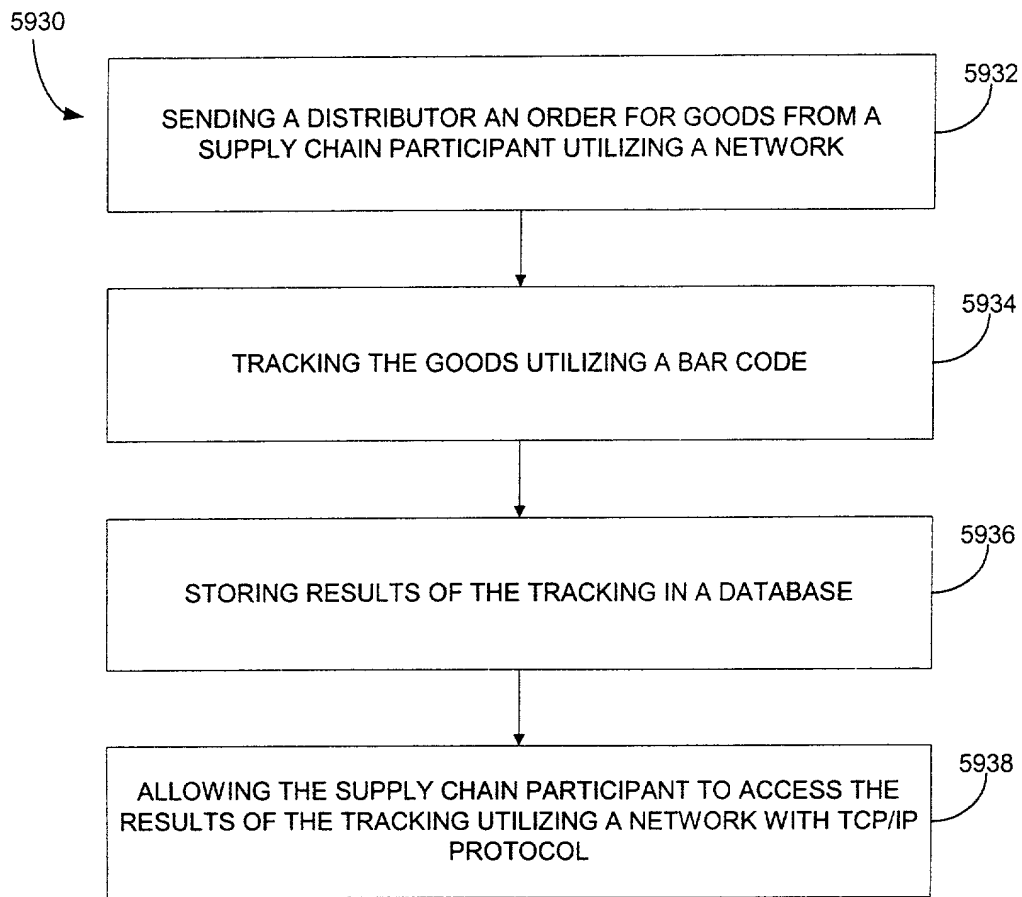 5930
5932
SENDING A DISTRIBUTOR AN ORDER FOR GOODS FROM A
SUPPLY CHAIN PARTICIPANT UTILIZING A NETWORK
5934
TRACKING THE GOODS UTILIZING A BAR CODE
5936
STORING RESULTS OF THE TRACKING IN A DATABASE
5938
ALLOWING THE SUPPLY CHAIN PARTICIPANT TO ACCESS THE
RESULTS OF THE TRACKING UTILIZING A NETWORK WITH TCP/IP
PROTOCOL